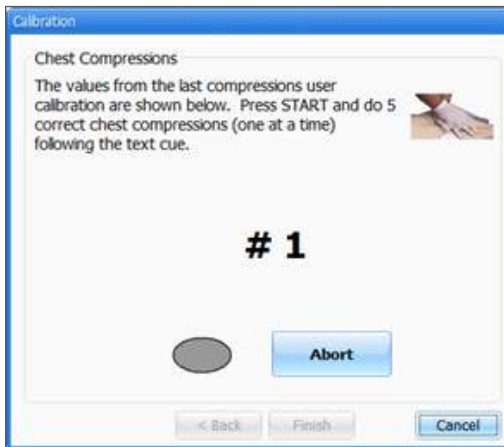 Calibration
Chest Compressions
The values from the last compressions user
calibration are shown below. Press START and do 5
correct chest compressions (one at a time)
following the text cue.
# 1
Abort
< Back
Finish
Cancel